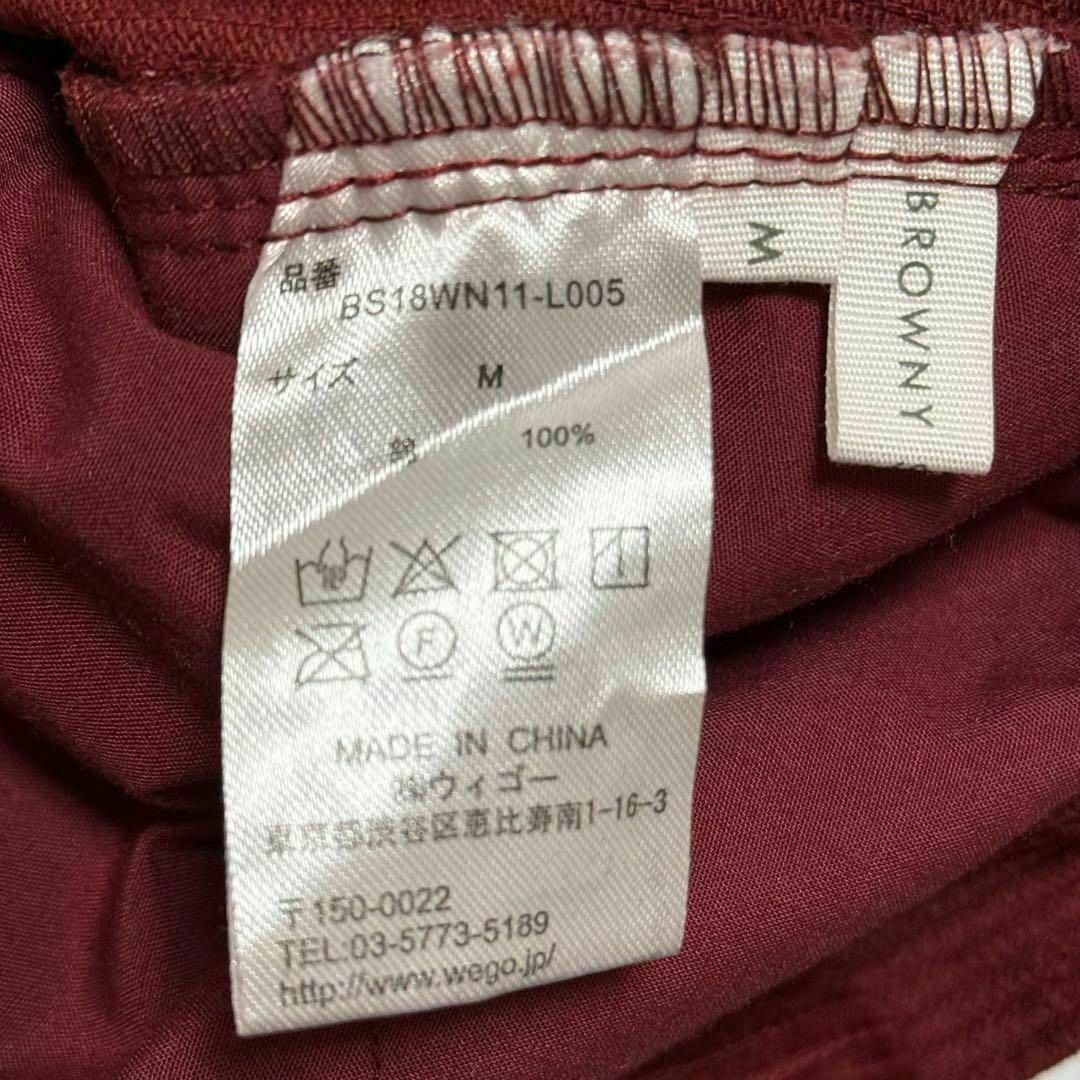 品番 BS18WN11-L005
サイズ M
綿 100%
F W
MADE IN CHINA
㈱ウィゴー
東京都渋谷区恵比寿南1-16-3
〒150-0022
TEL:03-5773-5189
http://www.wego.jp/
M
BROWNY